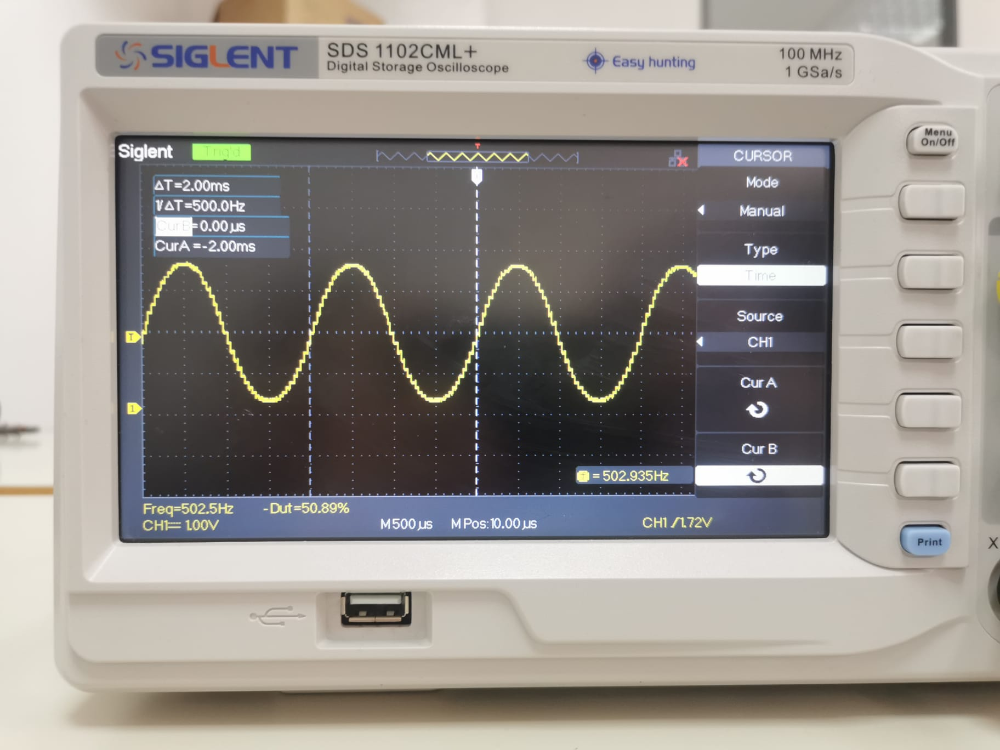 SIGLENT
SDS 1102CML+
Digital Storage Oscilloscope
Easy hunting
100 MHz
1 GSa/s
Menu
On/Off
Siglent
Trig'd
T
CURSOR
Mode
Manual
Type
Time
Source
CH1
Cur A
Cur B
ΔT=2.00ms
1/ΔT=500.0Hz
CurB=0.00µs
CurA=-2.00ms
T
1
= 502.935Hz
Freq=502.5Hz -Dut=50.89%
CH1 1.00V M 500µs M Pos:10.00µs CH1 /1.72V
Print
X